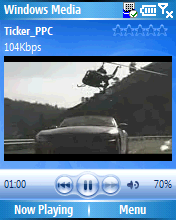 Windows Media
Ticker_PPC
104Kbps
01:00
70%
Now Playing
Menu